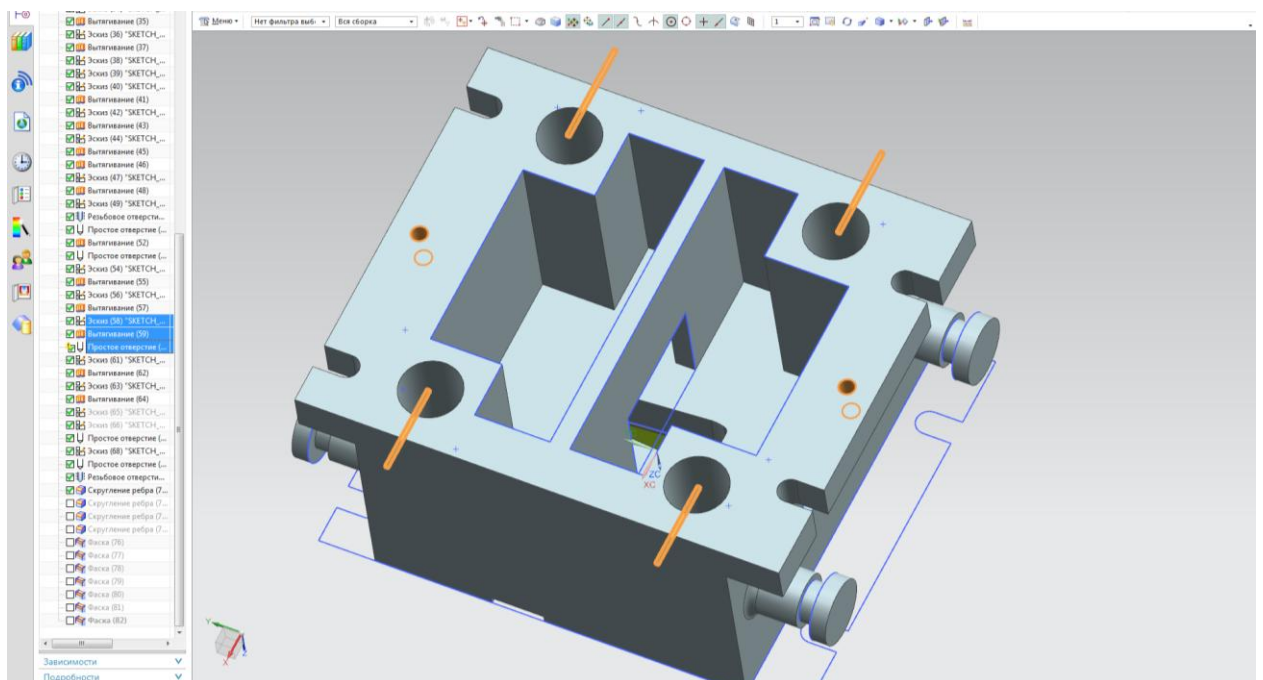 Вытягивание (35)
Эскиз (36) "SKETCH_...
Вытягивание (37)
Эскиз (38) "SKETCH_...
Эскиз (39) "SKETCH_...
Эскиз (40) "SKETCH_...
Вытягивание (41)
Эскиз (42) "SKETCH_...
Вытягивание (43)
Эскиз (44) "SKETCH_...
Вытягивание (45)
Вытягивание (46)
Эскиз (47) "SKETCH_...
Вытягивание (48)
Эскиз (49) "SKETCH_...
Резьбовое отверсти...
Простое отверстие (...
Вытягивание (52)
Простое отверстие (...
Эскиз (54) "SKETCH_...
Вытягивание (55)
Эскиз (56) "SKETCH_...
Вытягивание (57)
Эскиз (58) "SKETCH_...
Вытягивание (59)
Простое отверстие (...
Эскиз (61) "SKETCH_...
Вытягивание (62)
Эскиз (63) "SKETCH_...
Вытягивание (64)
Эскиз (65) "SKETCH_...
Эскиз (66) "SKETCH_...
Простое отверстие (...
Эскиз (68) "SKETCH_...
Простое отверстие (...
Резьбовое отверсти...
Скругление ребра (7...
Скругление ребра (7...
Скругление ребра (7...
Скругление ребра (7...
Фаска (76)
Фаска (77)
Фаска (78)
Фаска (79)
Фаска (80)
Фаска (81)
Фаска (82)
Зависимости
Подробности
Меню Нет фильтра выб Вся сборка 1
ZC
XC
Y
X
Z